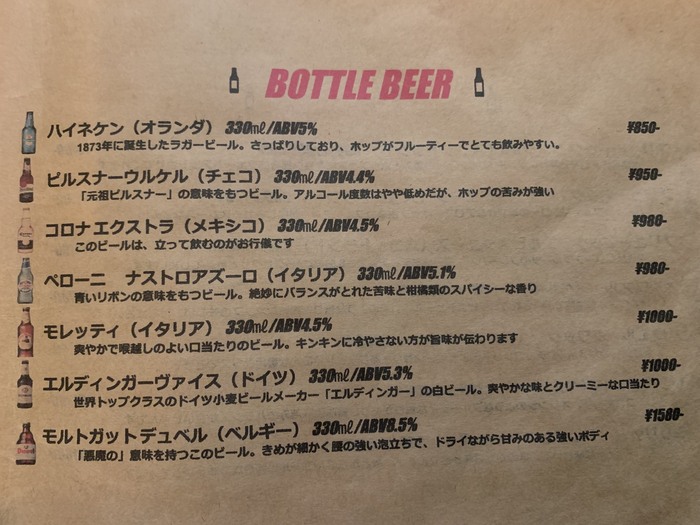 BOTTLE BEER
ハイネケン（オランダ） 330mℓ/ABV5% ¥850-
1873年に誕生したラガービール。さっぱりしており、ホップがフルーティーでとても飲みやすい。
ピルスナーウルケル（チェコ） 330mℓ/ABV4.4% ¥950-
「元祖ピルスナー」の意味をもつビール。アルコール度数はやや低めだが、ホップの苦みが強い
コロナエクストラ（メキシコ） 330mℓ/ABV4.5% ¥980-
このビールは、立って飲むのがお行儀です
ペローニ　ナストロアズーロ（イタリア） 330mℓ/ABV5.1% ¥980-
青いリボンの意味をもつビール。絶妙にバランスがとれた苦味と柑橘類のスパイシーな香り
モレッティ（イタリア） 330mℓ/ABV4.5% ¥1000-
爽やかで喉越しのよい口当たりのビール。キンキンに冷やさない方が旨味が伝わります
エルディンガーヴァイス（ドイツ） 330mℓ/ABV5.3% ¥1000-
世界トップクラスのドイツ小麦ビールメーカー「エルディンガー」の白ビール。爽やかな味とクリーミーな口当たり
モルトガットデュベル（ベルギー） 330mℓ/ABV8.5% ¥1500-
「悪魔の」意味を持つこのビール。きめが細かく腰の強い泡立ちで、ドライながら甘みのある強いボディ